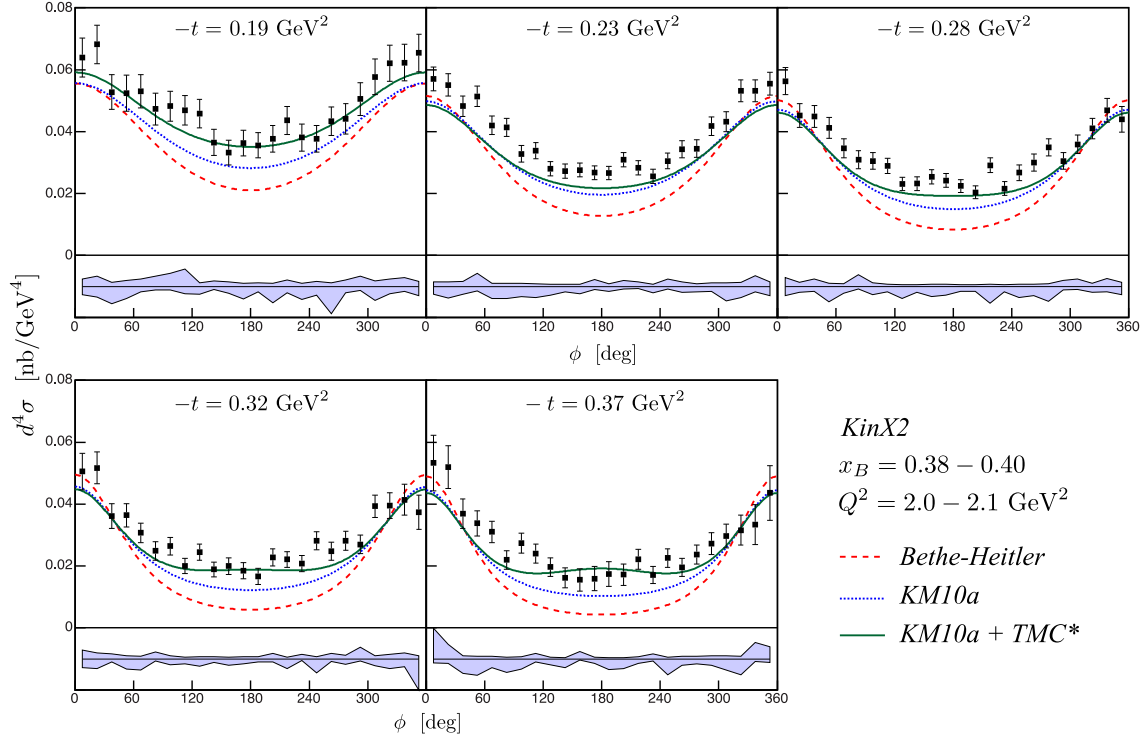 −t = 0.19 GeV² −t = 0.23 GeV² −t = 0.28 GeV²
0.08
0.06
0.04
0.02
0
0 60 120 180 240 300 0 60 120 180 240 300 0 60 120 180 240 300 360
ϕ [deg]
d⁴σ [nb/GeV⁴]
−t = 0.32 GeV² − t = 0.37 GeV²
0.08
0.06
0.04
0.02
0
0 60 120 180 240 300 0 60 120 180 240 300 360
ϕ [deg]
KinX2
x_B = 0.38 − 0.40
Q² = 2.0 − 2.1 GeV²
Bethe-Heitler
KM10a
KM10a + TMC*